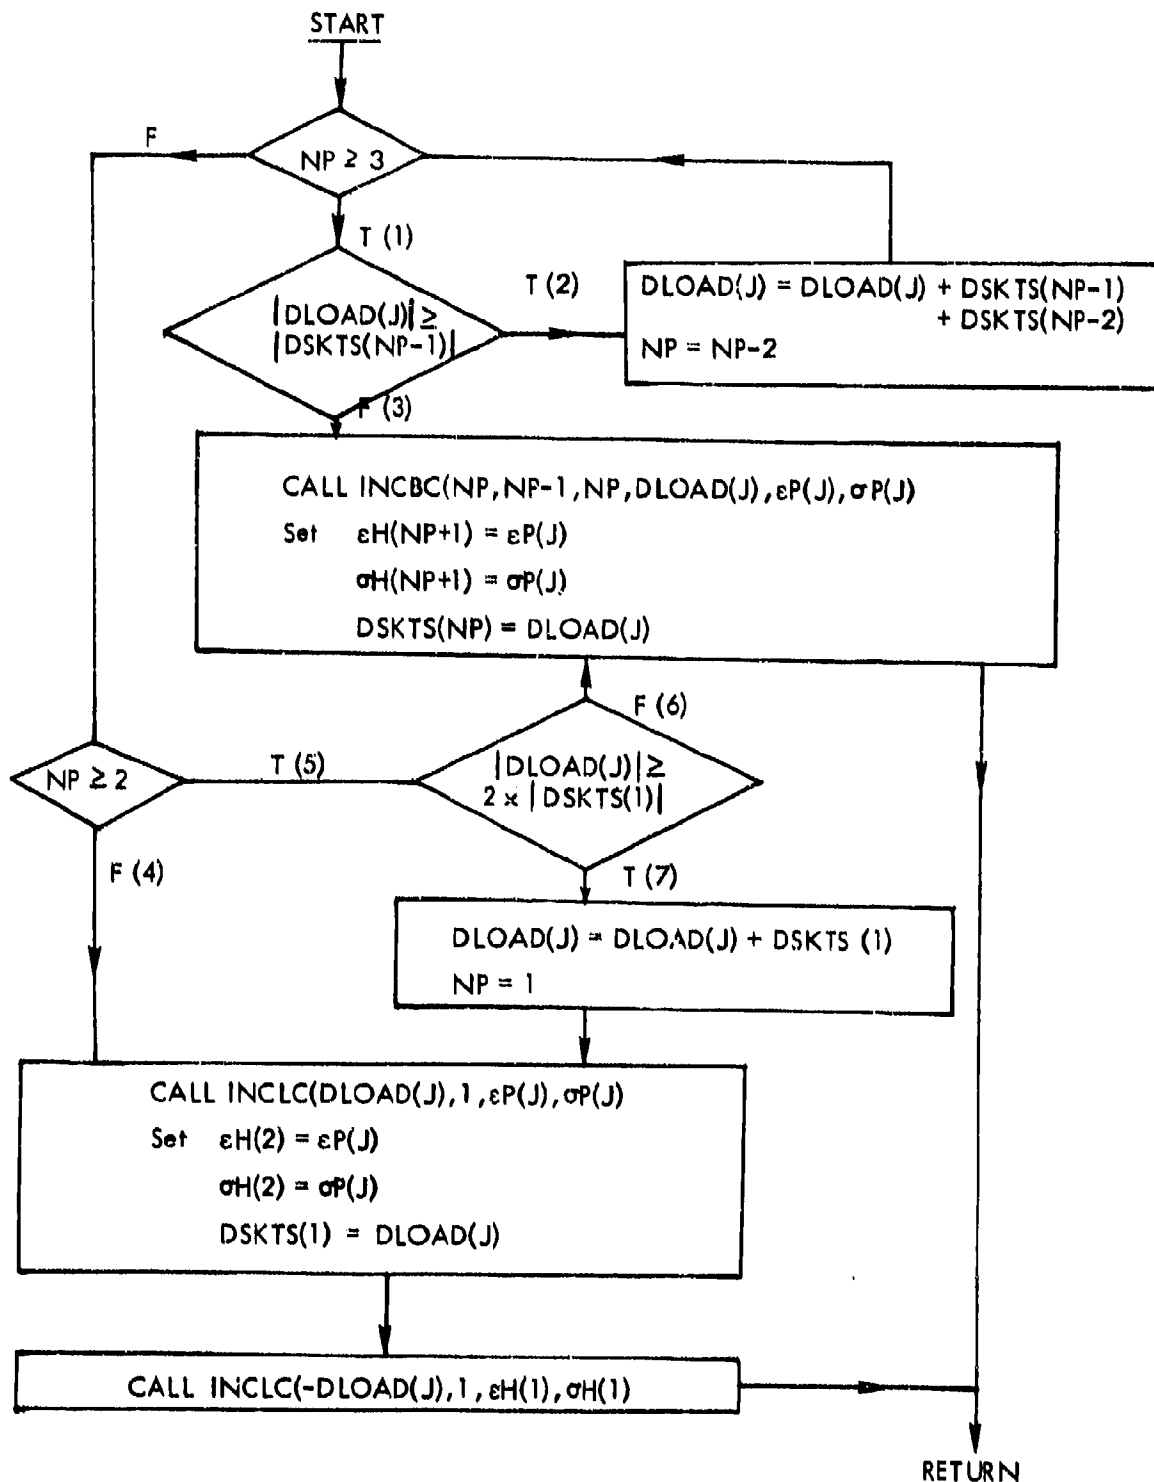 START
F
NP ≥ 3
T (1)
|DLOAD(J)| ≥
|DSKTS(NP-1)|
T (2)
DLOAD(J) = DLOAD(J) + DSKTS(NP-1)
+ DSKTS(NP-2)
NP = NP-2
F (3)
CALL INCBC(NP,NP-1,NP,DLOAD(J),εP(J),σP(J)
Set εH(NP+1) = εP(J)
σH(NP+1) = σP(J)
DSKTS(NP) = DLOAD(J)
F (6)
NP ≥ 2
T (5)
|DLOAD(J)| ≥
2 x |DSKTS(1)|
F (4)
T (7)
DLOAD(J) = DLOAD(J) + DSKTS (1)
NP = 1
CALL INCLC(DLOAD(J),1,εP(J),σP(J)
Set εH(2) = εP(J)
σH(2) = σP(J)
DSKTS(1) = DLOAD(J)
CALL INCLC(-DLOAD(J),1,εH(1),σH(1)
RETURN